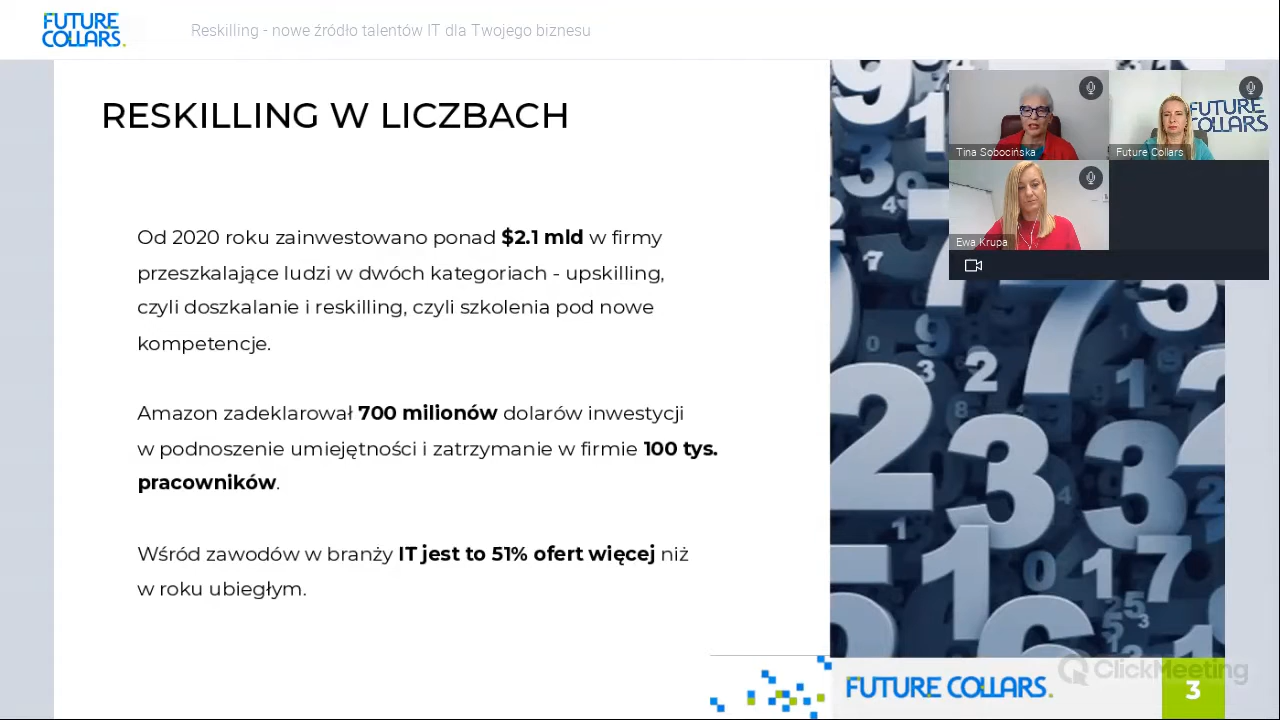 FUTURE
COLLARS.
Reskilling - nowe źródło talentów IT dla Twojego biznesu
RESKILLING W LICZBACH
Od 2020 roku zainwestowano ponad $2.1 mld w firmy
przeszkalające ludzi w dwóch kategoriach - upskilling,
czyli doszkalanie i reskilling, czyli szkolenia pod nowe
kompetencje.
Amazon zadeklarował 700 milionów dolarów inwestycji
w podnoszenie umiejętności i zatrzymanie w firmie 100 tys.
pracowników.
Wśród zawodów w branży IT jest to 51% ofert więcej niż
w roku ubiegłym.
Tina Sobocińska
FUTURE
COLLARS
Future Collars
Ewa Krupa
FUTURE COLLARS.
ClickMeeting
3